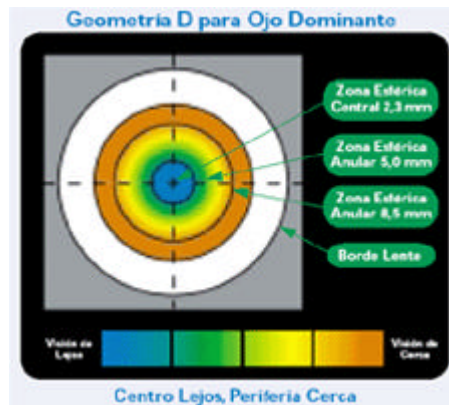 Geometría D para Ojo Dominante
Zona Esférica
Central 2,3 mm
Zona Esférica
Anular 5,0 mm
Zona Esférica
Anular 8,5 mm
Borde Lente
Visión de
Lejos
Visión de
Cerca
Centro Lejos, Periferia Cerca